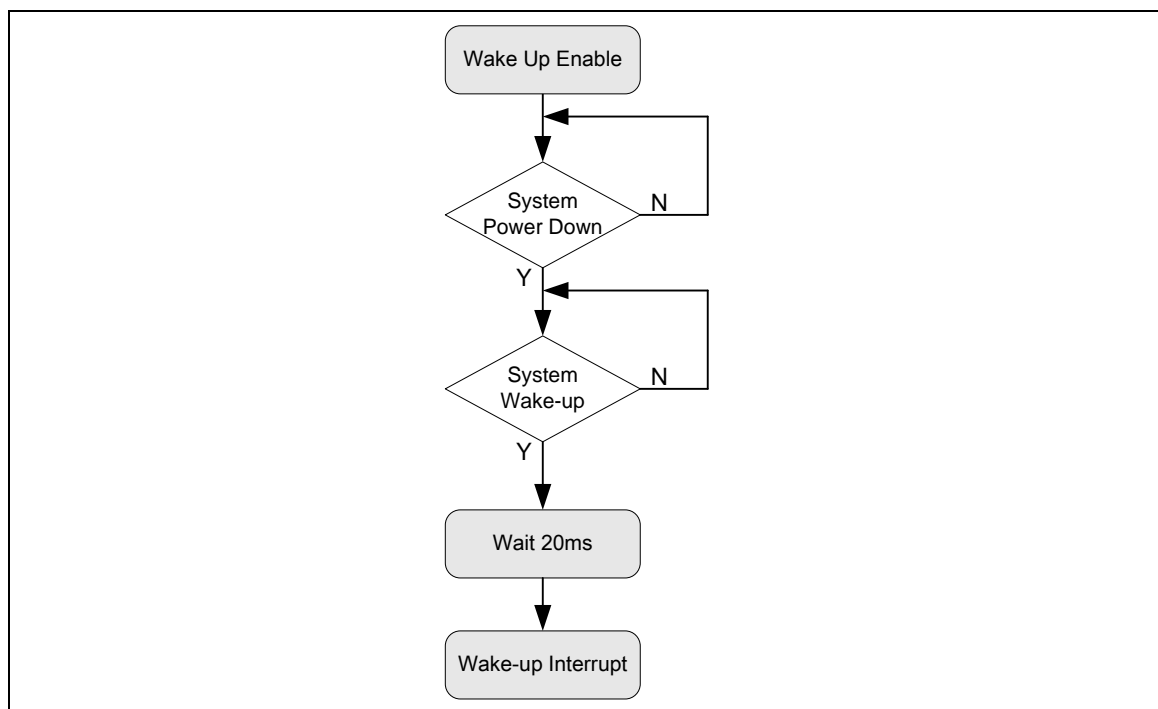 Wake Up Enable
System
Power Down
N
Y
System
Wake-up
N
Y
Wait 20ms
Wake-up Interrupt